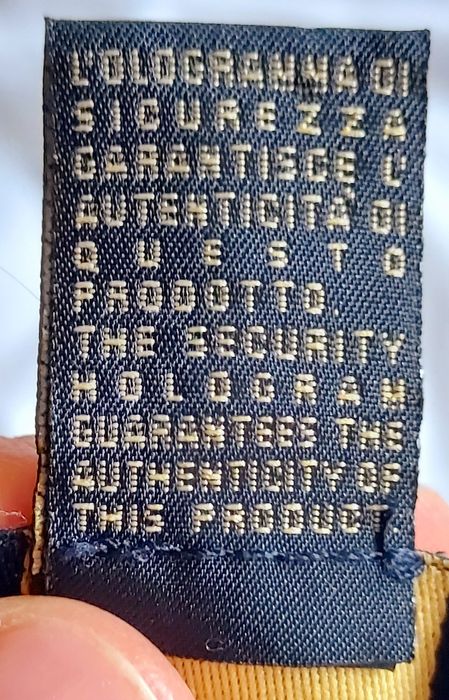 L'OLOGRAMMA DI
SICUREZZA
GARANTISCE L'
AUTENTICITÀ DI
QUESTO
PRODOTTO.
THE SECURITY
HOLOGRAM
GUARANTEES THE
AUTHENTICITY OF
THIS PRODUCT